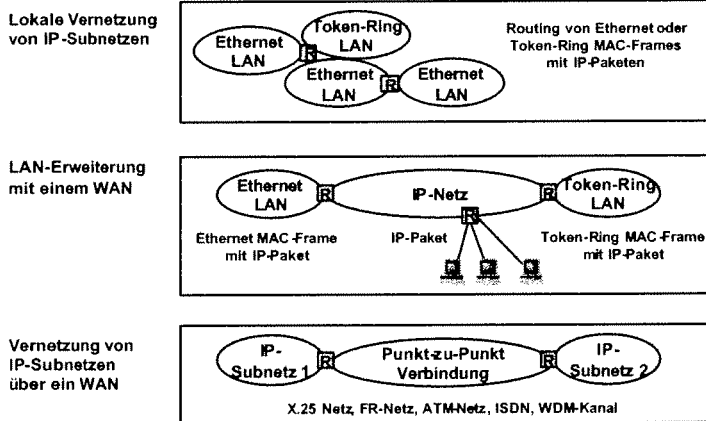 Lokale Vernetzung
von IP-Subnetzen
Ethernet
LAN
Token-Ring
LAN
R
Ethernet
LAN
R
Ethernet
LAN
Routing von Ethernet oder
Token-Ring MAC-Frames
mit IP-Paketen
LAN-Erweiterung
mit einem WAN
Ethernet
LAN
R
IP-Netz
R
R
Token-Ring
LAN
Ethernet MAC-Frame
mit IP-Paket
IP-Paket
Token-Ring MAC-Frame
mit IP-Paket
Vernetzung von
IP-Subnetzen
über ein WAN
IP-
Subnetz 1
R
Punkt-zu-Punkt
Verbindung
R
IP-
Subnetz 2
X.25 Netz, FR-Netz, ATM-Netz, ISDN, WDM-Kanal